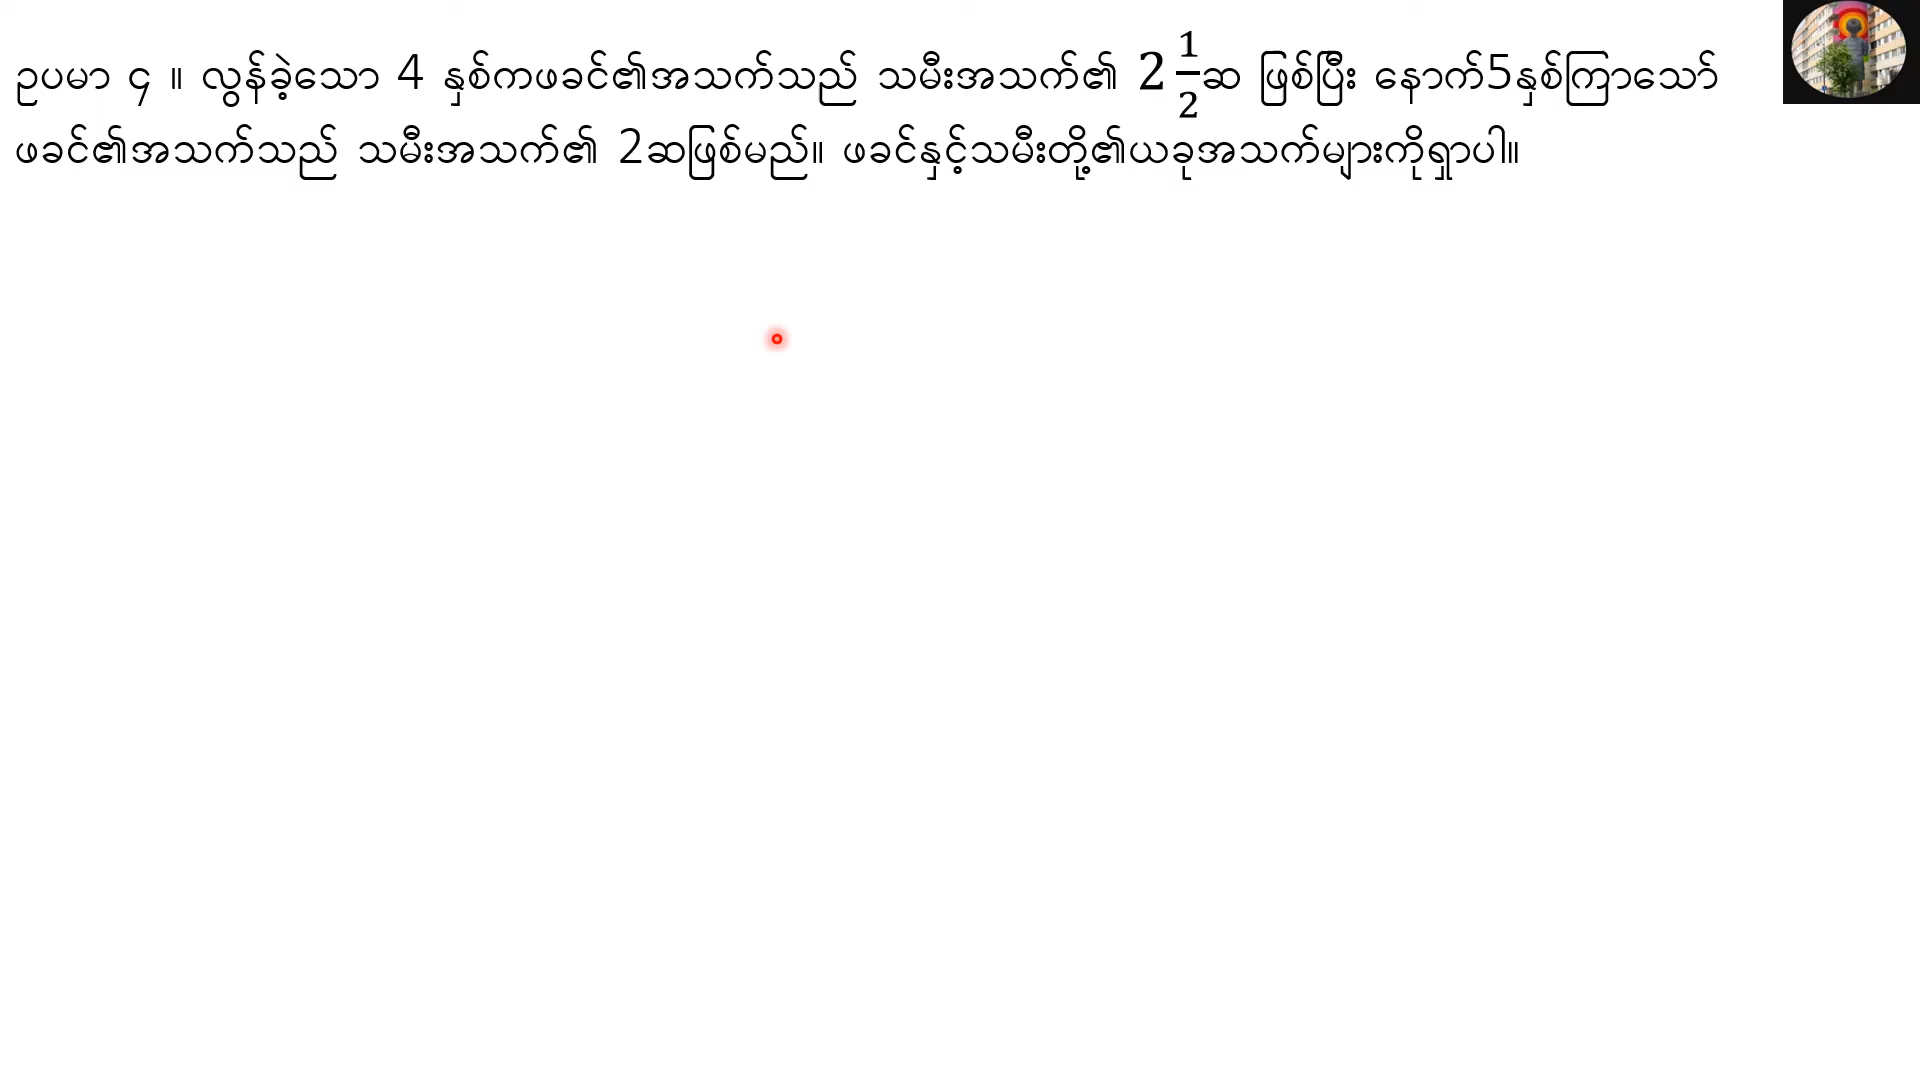 ဥပမာ ၄ ။ လွန်ခဲ့သော 4 နှစ်ကဖခင်၏အသက်သည် သမီးအသက်၏ 2 1/2ဆ ဖြစ်ပြီး နောက်5နှစ်ကြာသော်
ဖခင်၏အသက်သည် သမီးအသက်၏ 2ဆဖြစ်မည်။ ဖခင်နှင့်သမီးတို့၏ယခုအသက်များကိုရှာပါ။